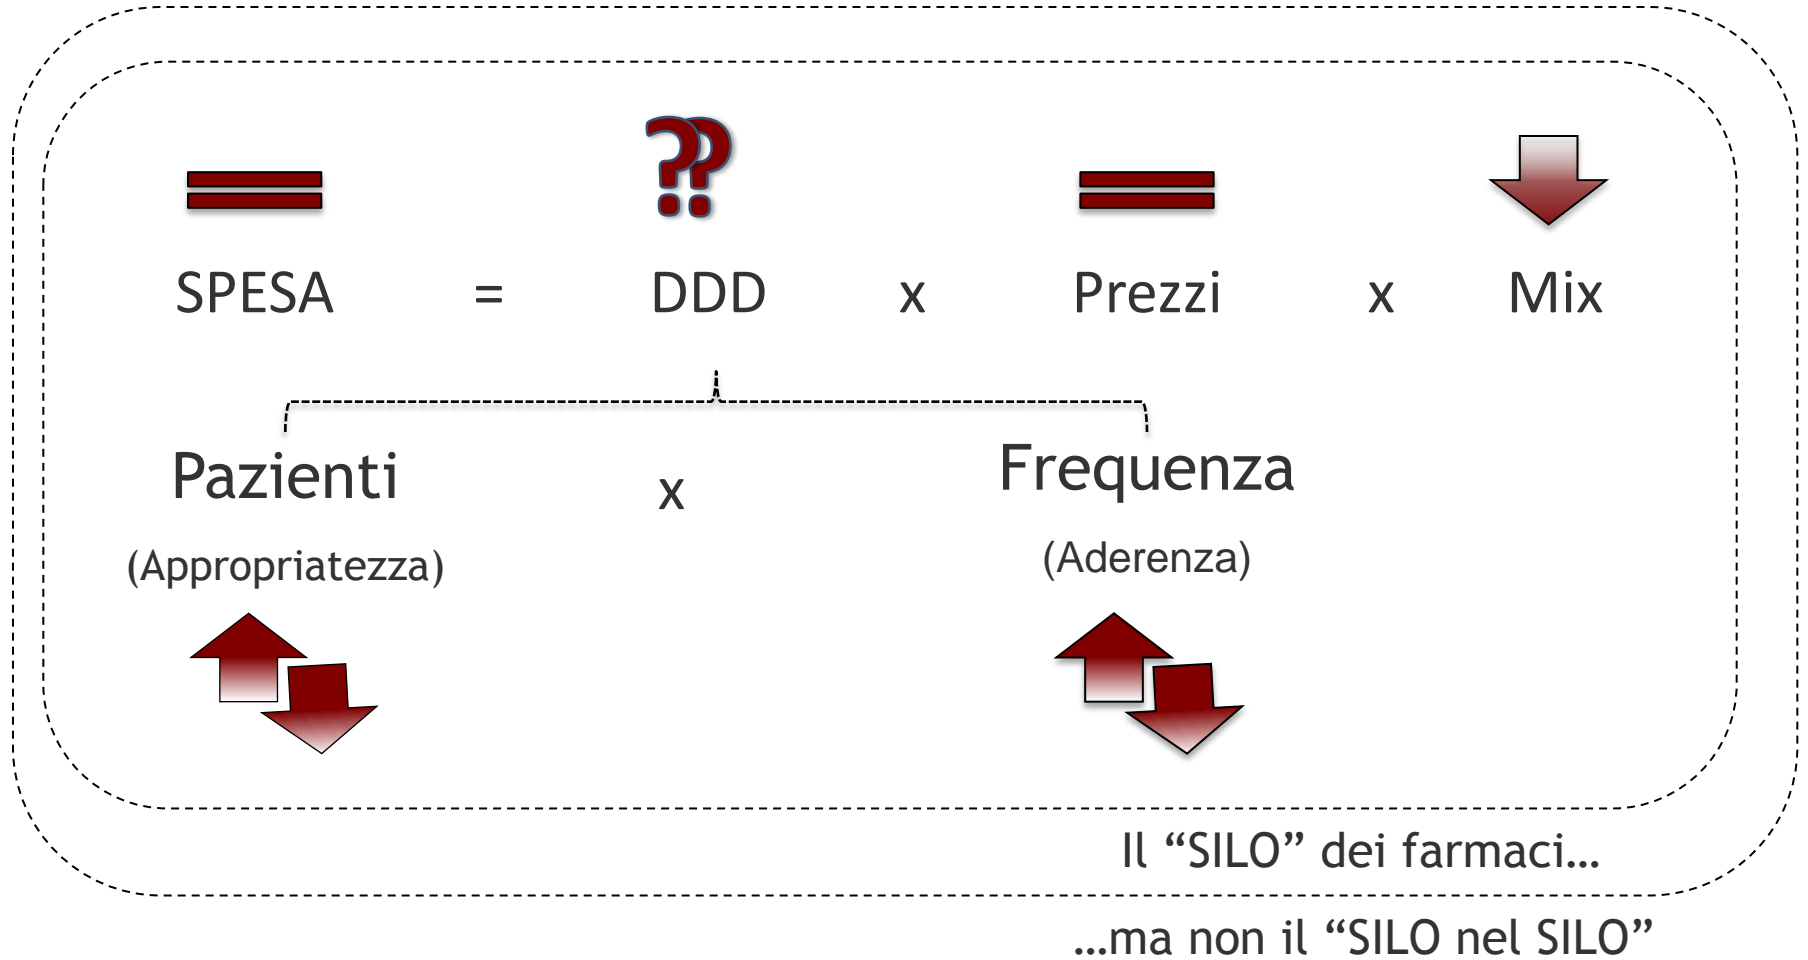 ??
SPESA = DDD x Prezzi x Mix
Pazienti x Frequenza
(Appropriatezza) (Aderenza)
Il “SILO” dei farmaci…
…ma non il “SILO nel SILO”